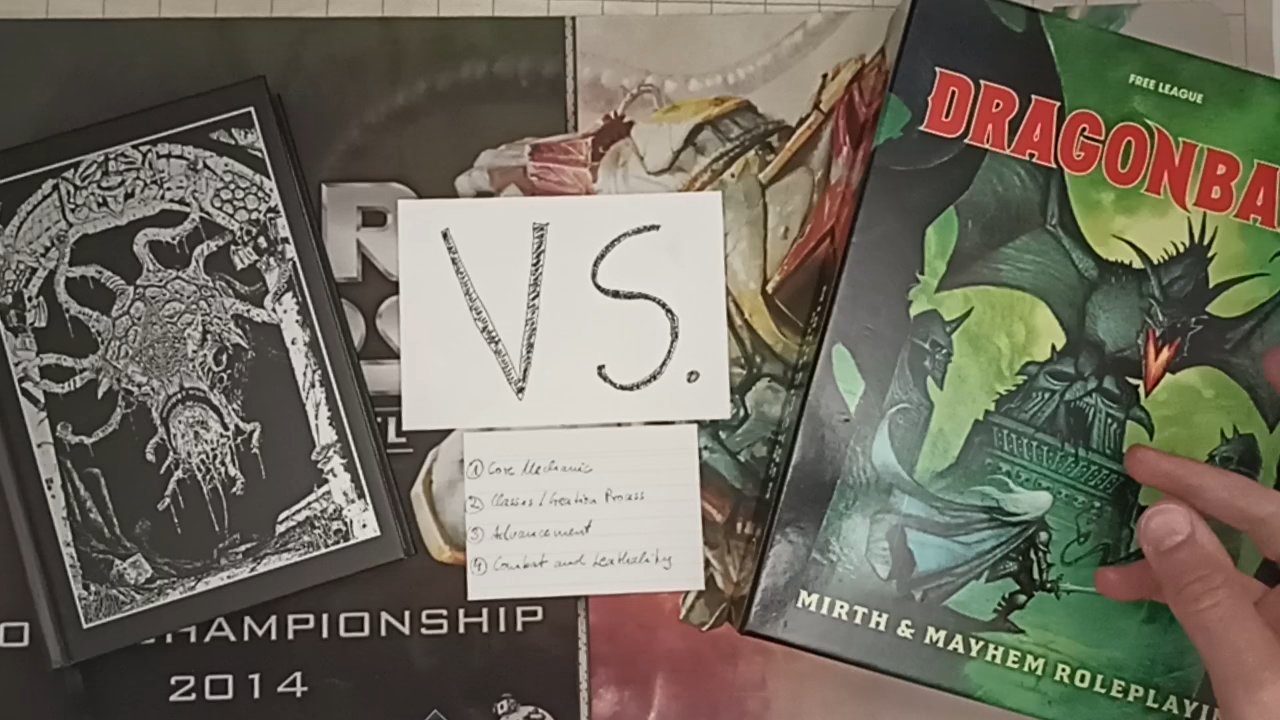 FREE LEAGUE
DRAGONBA
VS.
① Core Mechanic
② Classes / Creation Process
③ Advancement
④ Combat and Leathality
MIRTH & MAYHEM ROLEPLAYI
CHAMPIONSHIP
2014